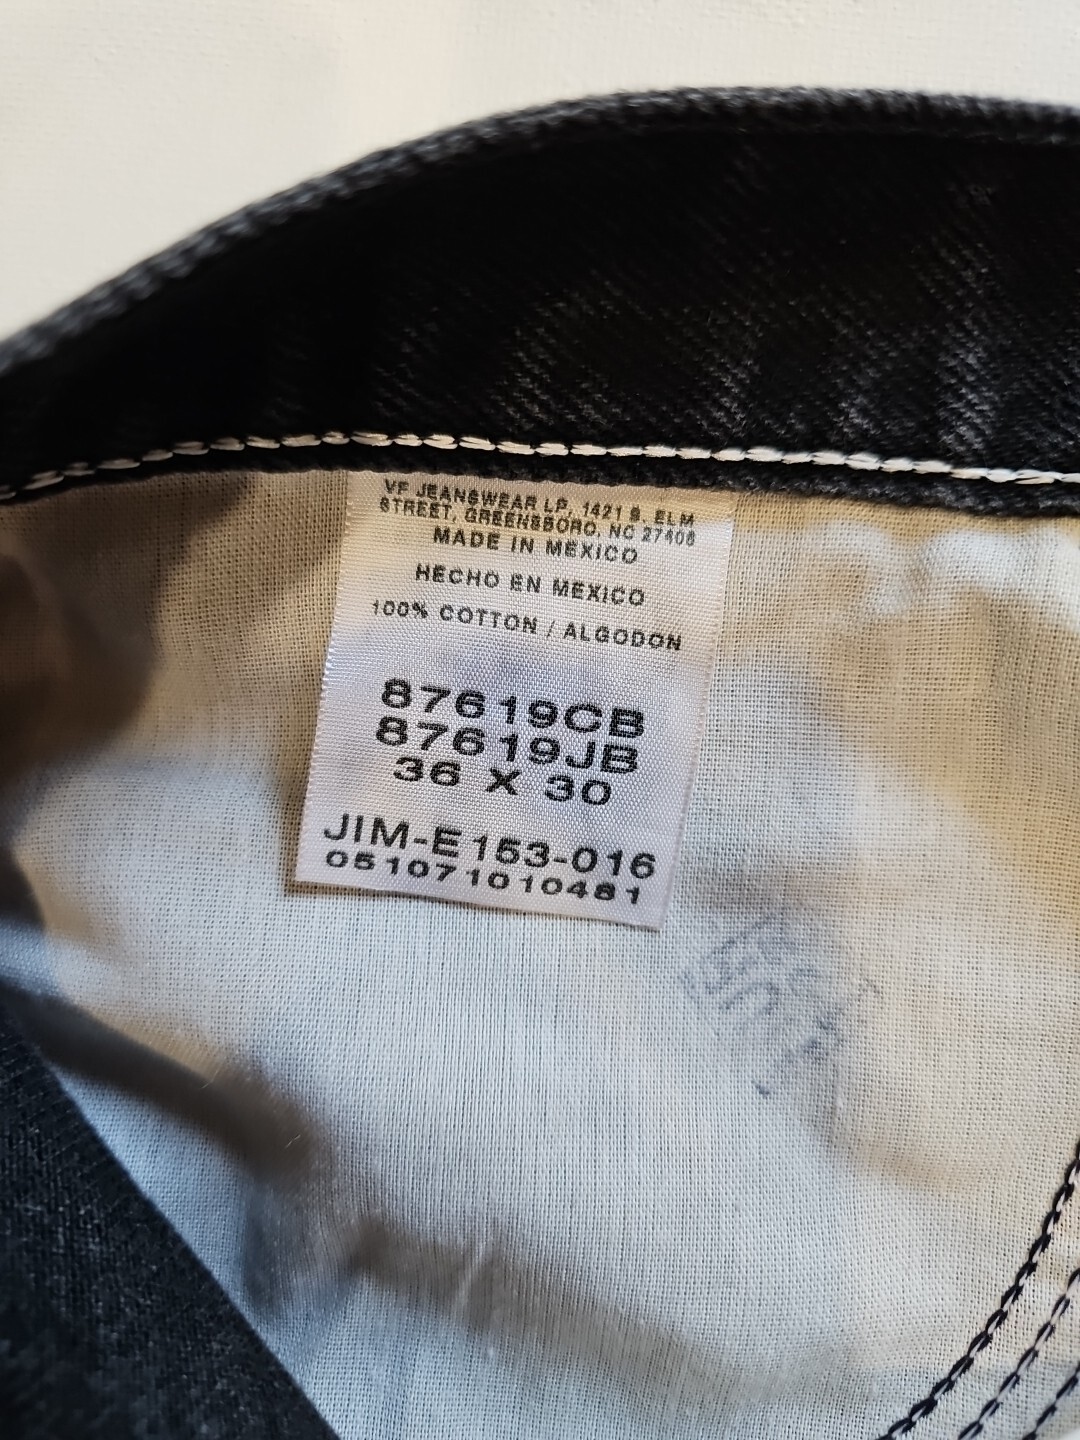 VF JEANSWEAR LP, 1421 S. ELM
STREET, GREENSBORO, NC 27406
MADE IN MEXICO
HECHO EN MEXICO
100% COTTON / ALGODON
87619CB
87619JB
36 X 30
JIM-E153-016
051071010481